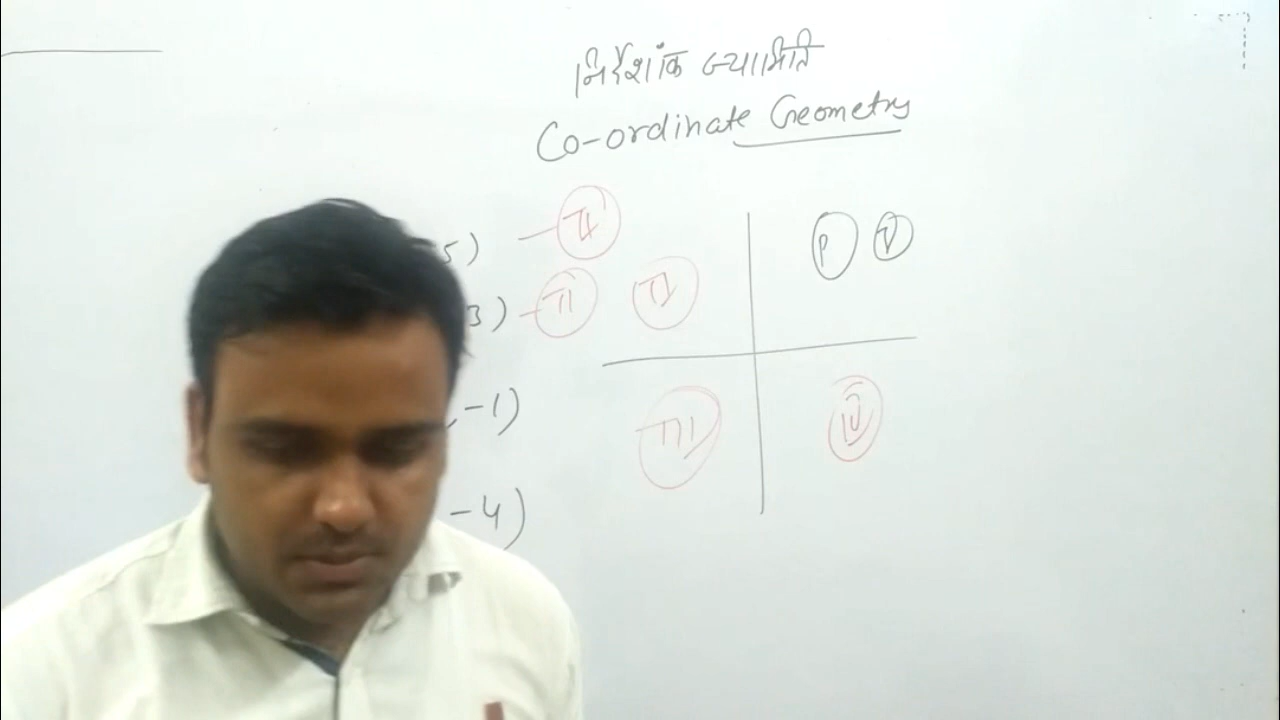 निर्देशांक ज्यामिति
Co-ordinate Geometry
5)
3) - II
II
-1)
III
IV
-4)